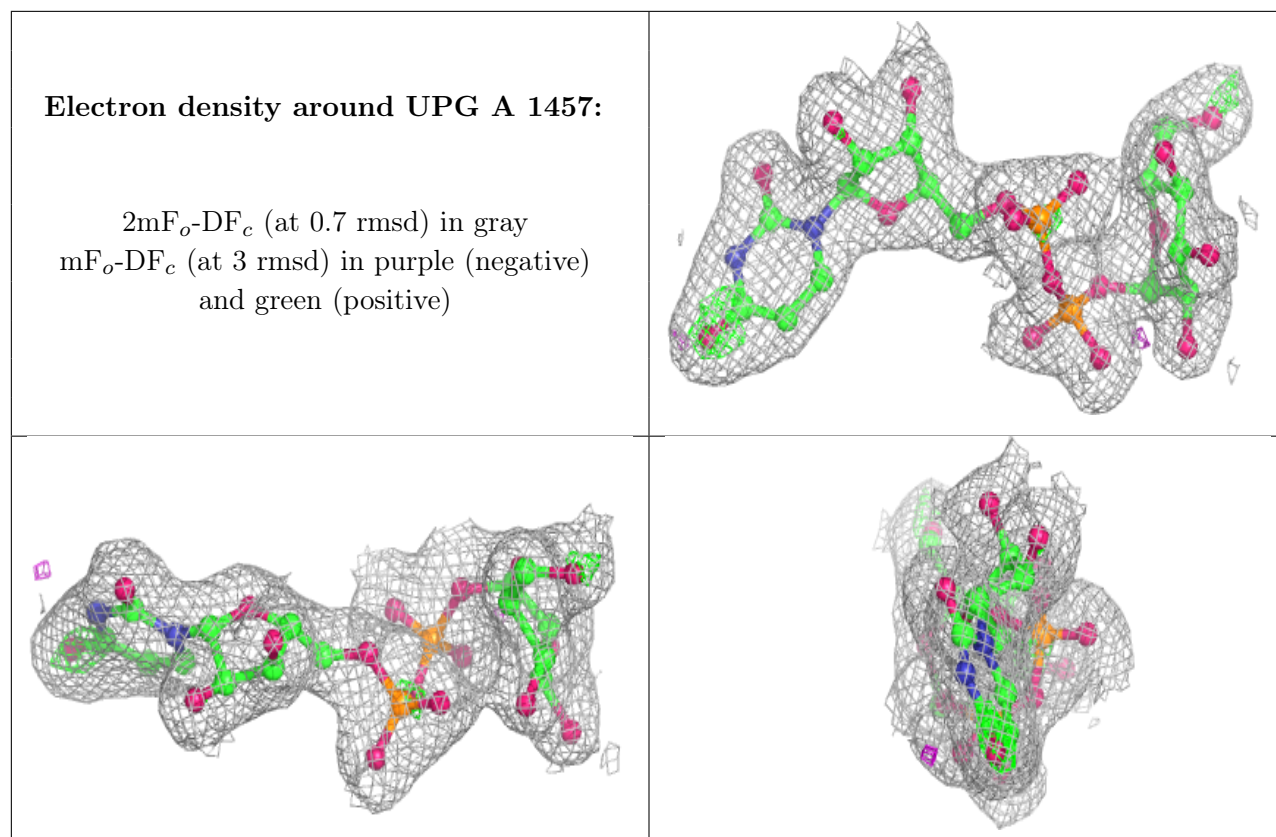 Electron density around UPG A 1457:
2mFo-DFc (at 0.7 rmsd) in gray
mFo-DFc (at 3 rmsd) in purple (negative)
and green (positive)